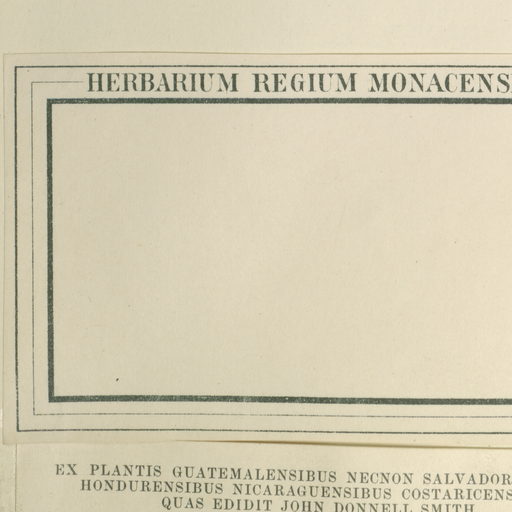 HERBARIUM REGIUM MONACENS
EX PLANTIS GUATEMALENSIBUS NECNON SALVADOR
HONDURENSIBUS NICARAGUENSIBUS COSTARICENS
QUAS EDIDIT JOHN DONNELL SMITH